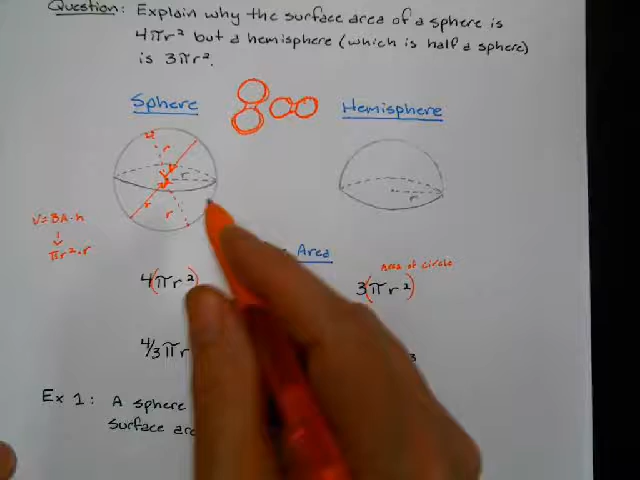 Question: Explain why the surface area of a sphere is
4πr² but a hemisphere (which is half a sphere)
is 3πr².
Sphere
Hemisphere
r
r
r
r
r
V=BA·h
πr²·r
Area
Area of circle
4(πr²)
3(πr²)
4/3πr
3
Ex 1: A sphere
surface are